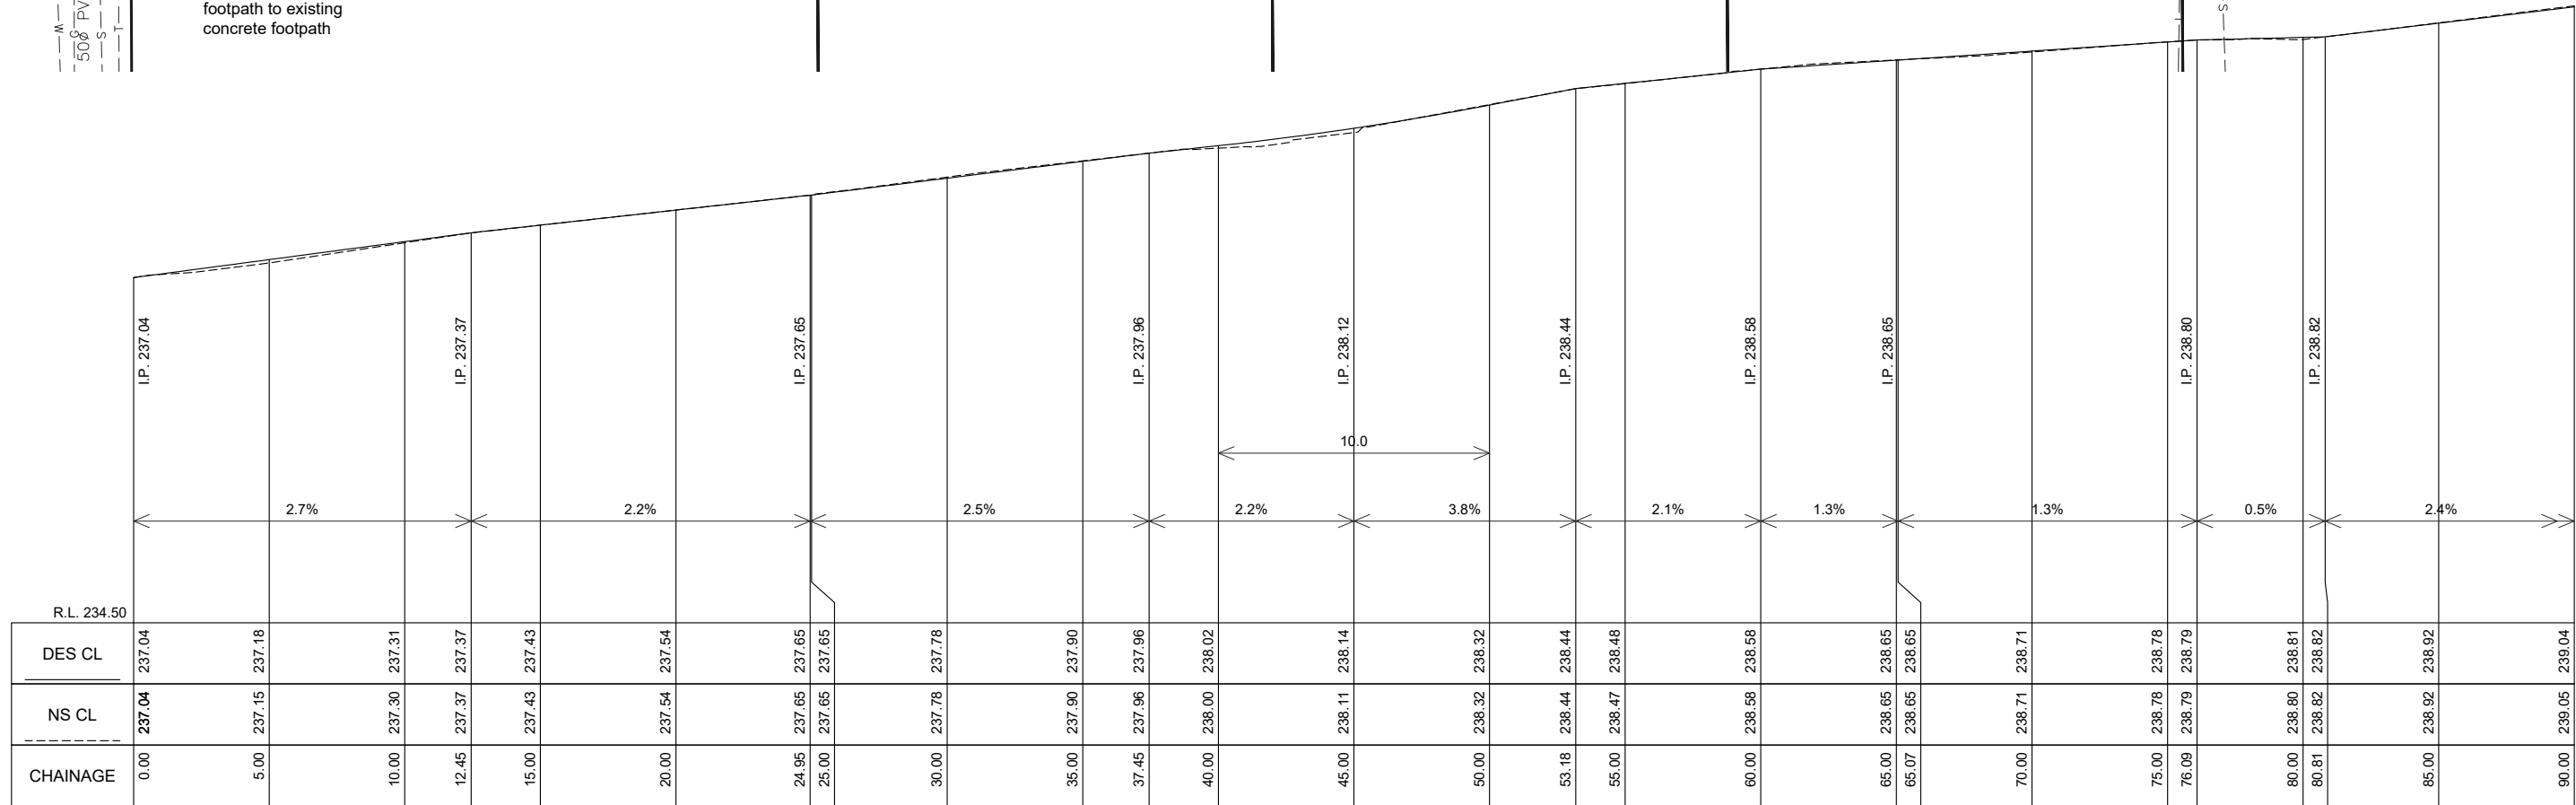 W
G
50Ø PV
S
T
footpath to existing
concrete footpath
S
I.P. 237.04
I.P. 237.37
I.P. 237.65
I.P. 237.96
I.P. 238.12
I.P. 238.44
I.P. 238.58
I.P. 238.65
I.P. 238.80
I.P. 238.82
10.0
2.7% 2.2% 2.5% 2.2% 3.8% 2.1% 1.3% 1.3% 0.5% 2.4%
R.L. 234.50
DES CL 237.04 237.18 237.31 237.37 237.43 237.54 237.65 237.65 237.78 237.90 237.96 238.02 238.14 238.32 238.44 238.48 238.58 238.65 238.65 238.71 238.78 238.79 238.81 238.82 238.92 239.04
NS CL 237.04 237.15 237.30 237.37 237.43 237.54 237.65 237.65 237.78 237.90 237.96 238.00 238.11 238.32 238.44 238.47 238.58 238.65 238.65 238.71 238.78 238.79 238.80 238.82 238.92 239.05
CHAINAGE 0.00 5.00 10.00 12.45 15.00 20.00 24.95 25.00 30.00 35.00 37.45 40.00 45.00 50.00 53.18 55.00 60.00 65.00 65.07 70.00 75.00 76.09 80.00 80.81 85.00 90.00